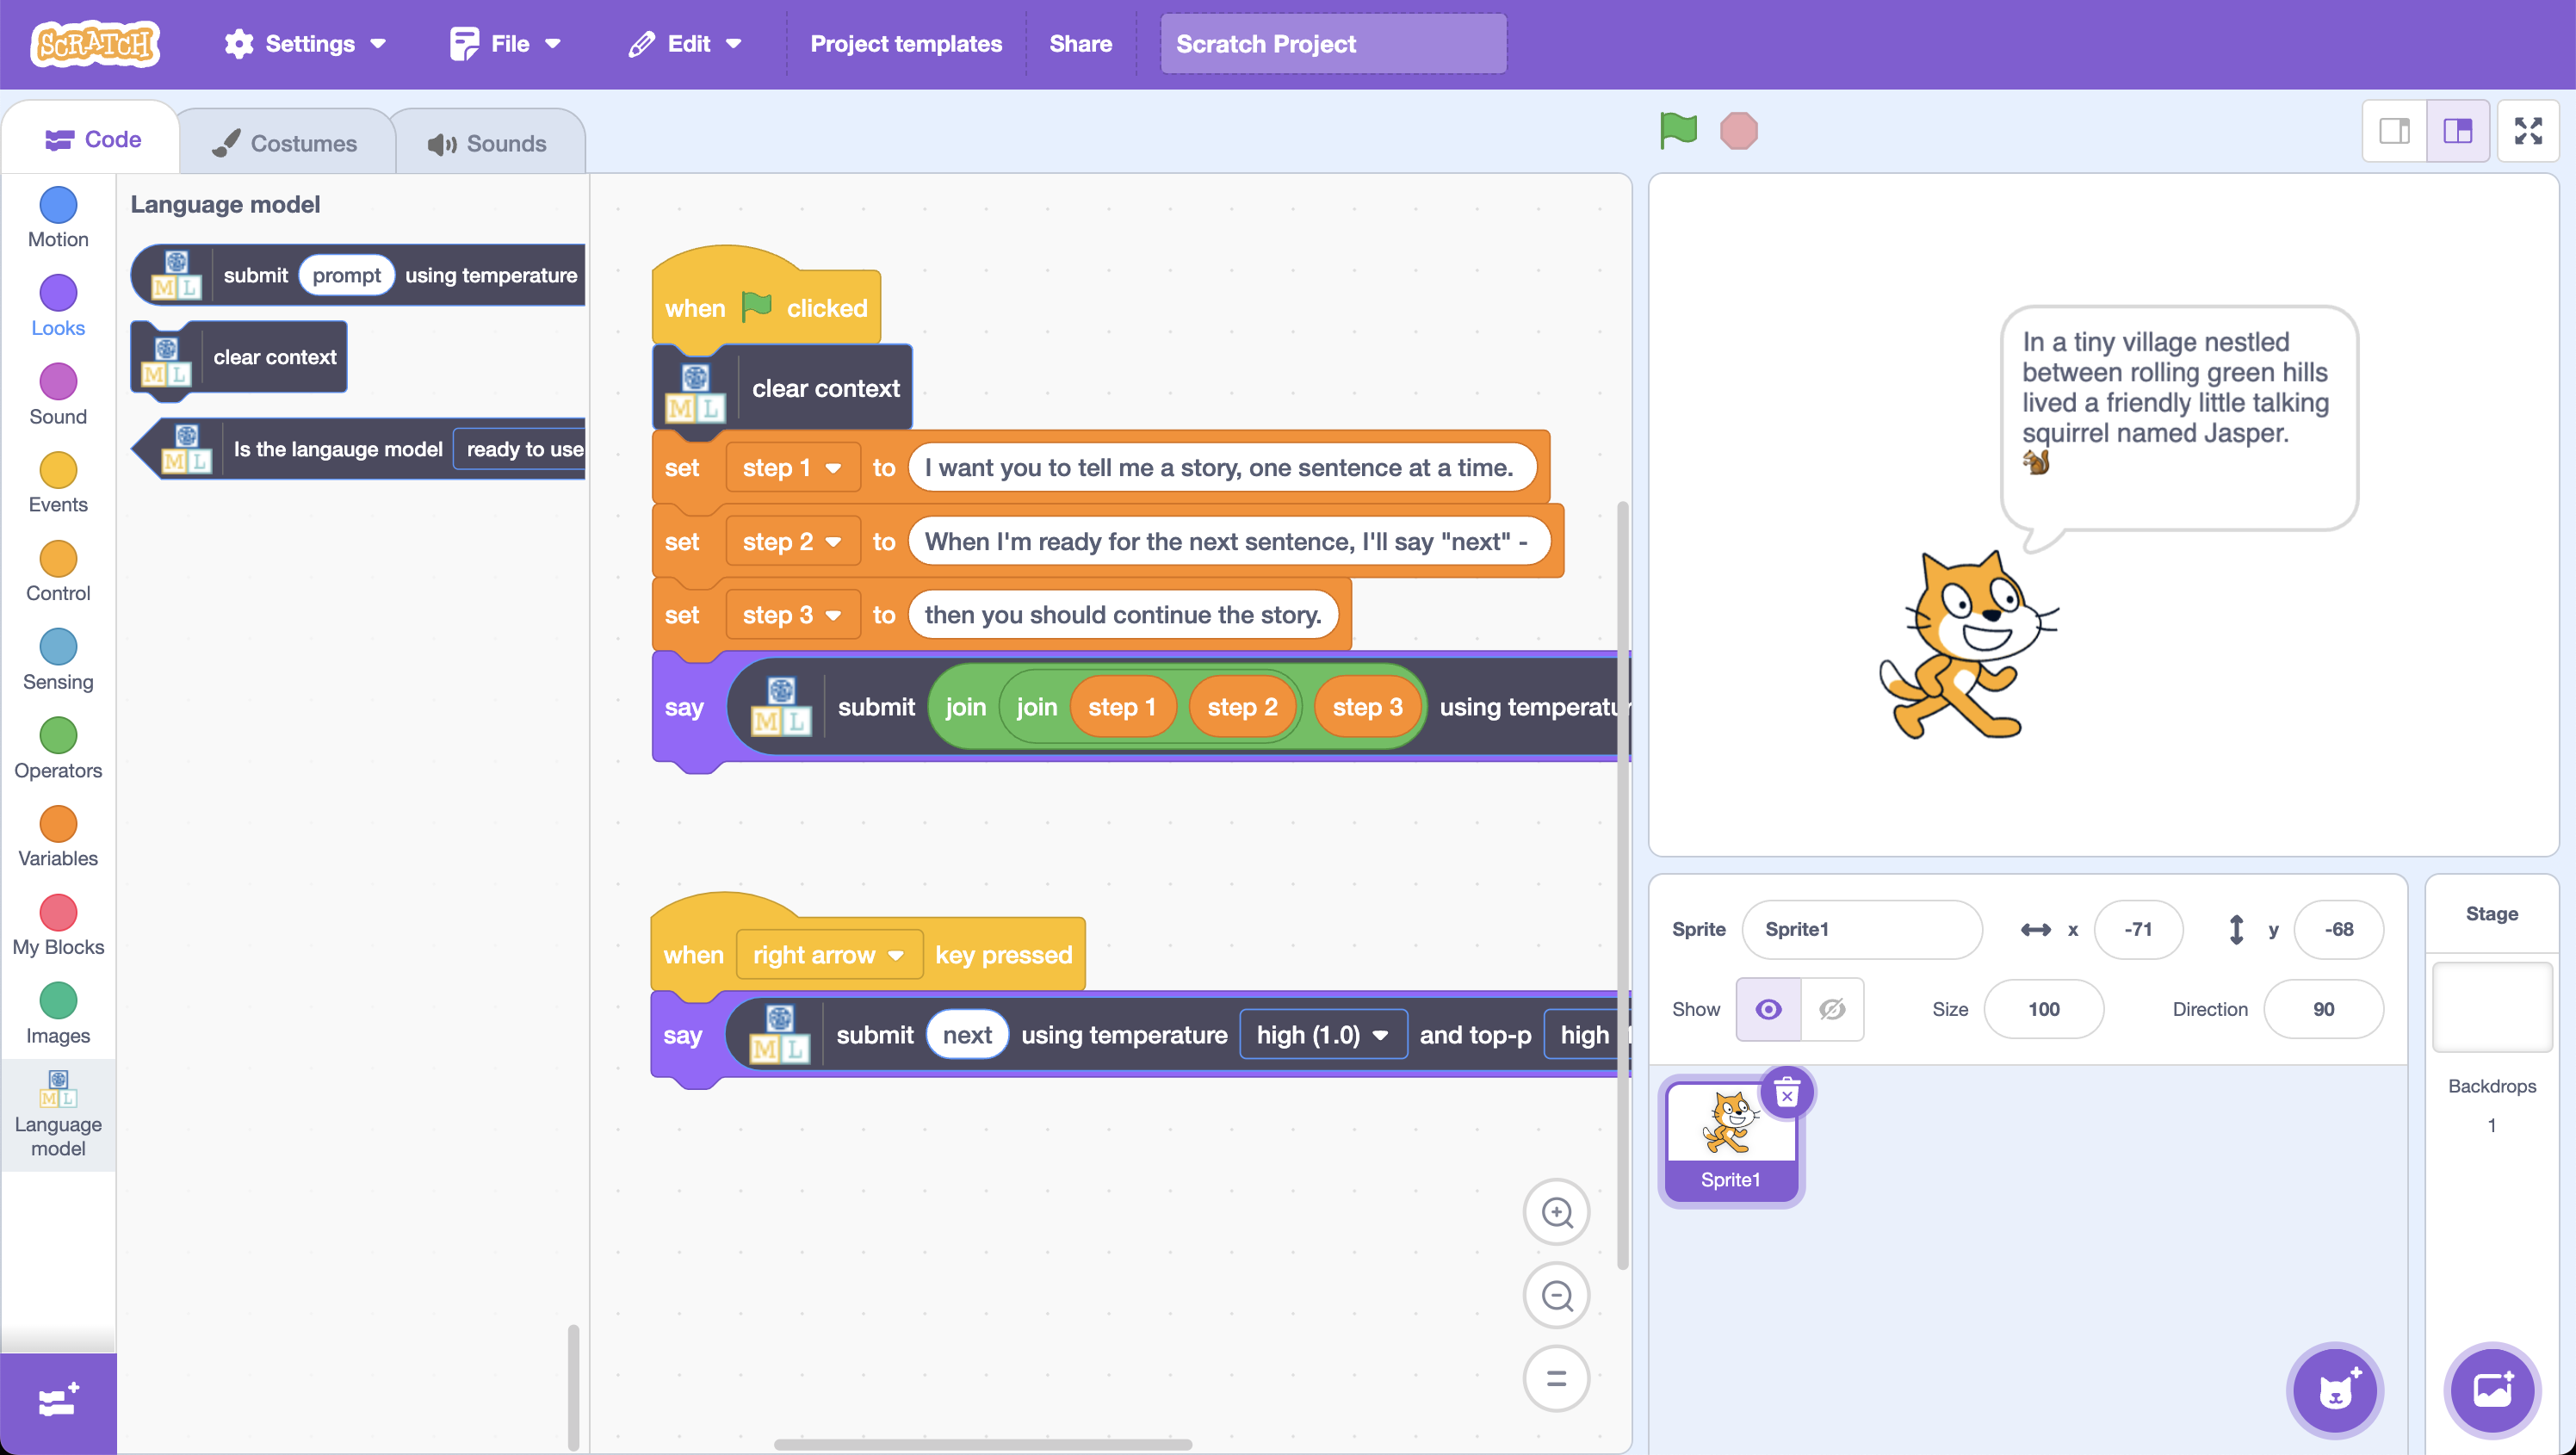 SCRATCH Settings File Edit Project templates Share Scratch Project
Code Costumes Sounds
Motion
Looks
Sound
Events
Control
Sensing
Operators
Variables
My Blocks
Images
Language
model
Language model
ML submit prompt using temperature
ML clear context
ML Is the langauge model ready to use
when clicked
ML clear context
set step 1 to I want you to tell me a story, one sentence at a time.
set step 2 to When I'm ready for the next sentence, I'll say "next" -
set step 3 to then you should continue the story.
say ML submit join join step 1 step 2 step 3 using temperatur
when right arrow key pressed
say ML submit next using temperature high (1.0) and top-p high
In a tiny village nestled
between rolling green hills
lived a friendly little talking
squirrel named Jasper.
🐿️
Sprite Sprite1 x -71 y -68
Show Size 100 Direction 90
Sprite1
Stage
Backdrops
1